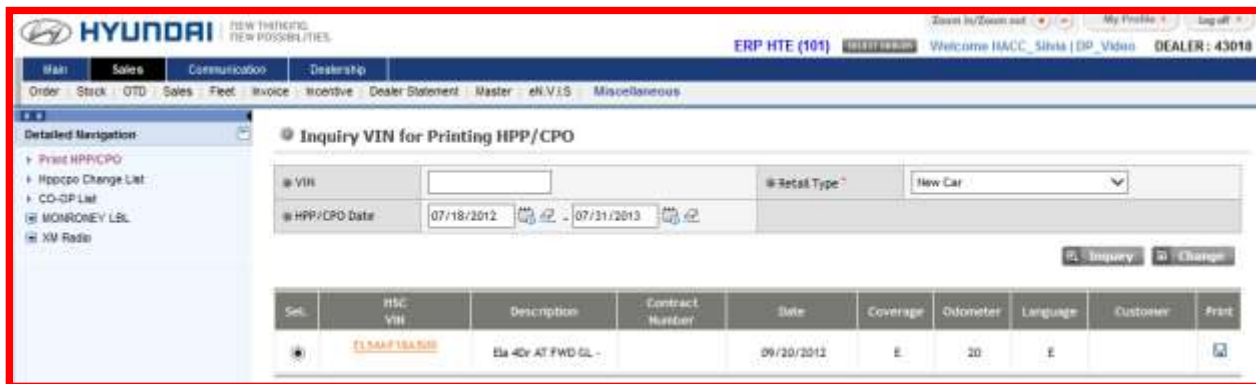 HYUNDAI NEW THINKING. NEW POSSIBILITIES.
Zoom in/Zoom out My Profile Log off
ERP HTE (101) Welcome HACC_Silvia | DP_Video DEALER : 43018
Main Sales Communication Dealership
Order Stock OTD Sales Fleet Invoice Incentive Dealer Statement Master eN.V.I.S Miscellaneous
Detailed Navigation
Print HPP/CPO
Hppcpo Change List
CO-OP List
MONRONEY LBL
XM Radio
Inquiry VIN for Printing HPP/CPO
VIN Retail Type * New Car
HPP/CPO Date 07/18/2012 - 07/31/2013
Inquiry Change
Sel. HSC VIN Description Contract Number Date Coverage Odometer Language Customer Print
Ela 4Dr AT FWD GL - 09/20/2012 E 20 E